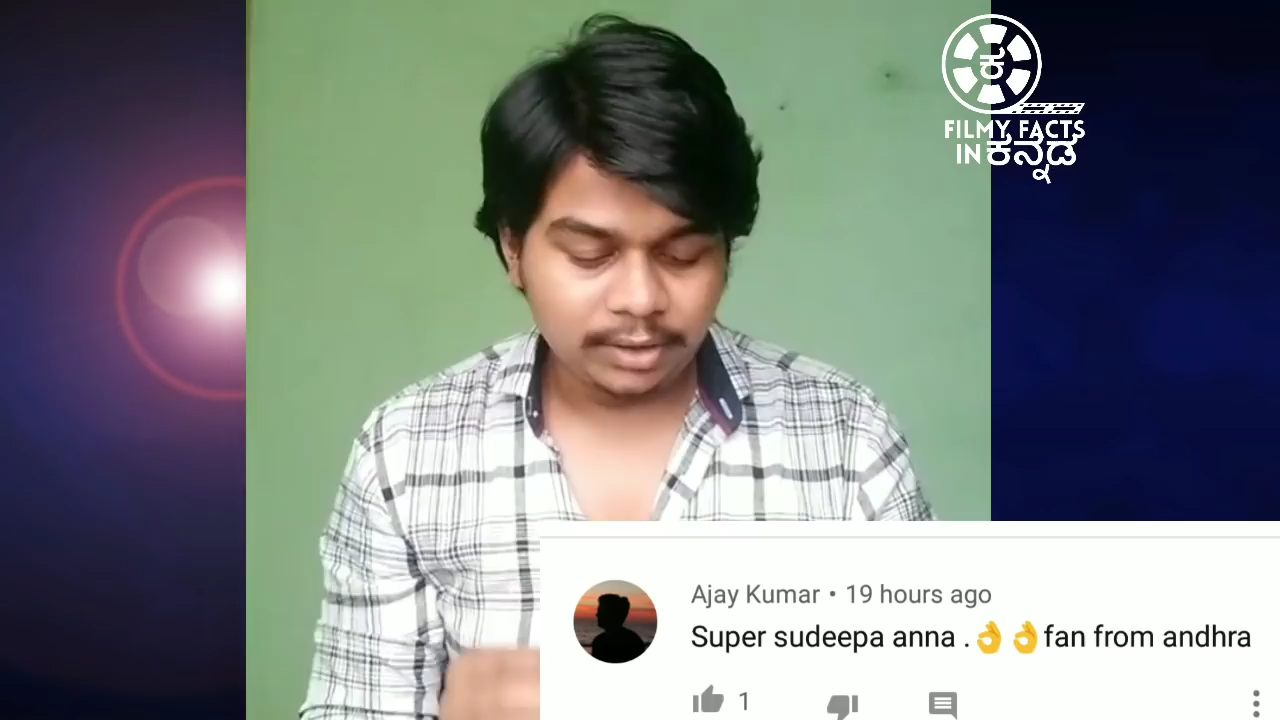 ಕ
FILMY FACTS
IN ಕನ್ನಡ
Ajay Kumar • 19 hours ago
Super sudeepa anna .👌👌fan from andhra
1